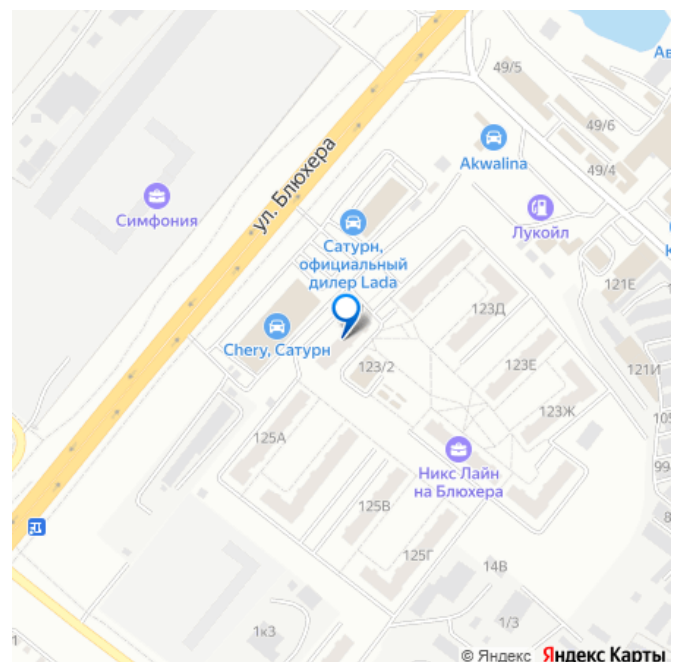 49/5
Ав
49/6
Akwalina
49/4
ул. Блюхера
Симфония
Лукойл
К
Сатурн,
официальный
дилер Lada
121Е
123Д
Chery, Сатурн
123/2
123Е
121И
123Ж
105
125А
Никс Лайн
на Блюхера
99
125В
8
125Г
14В
1к3
1/3
1
© Яндекс Яндекс Карты